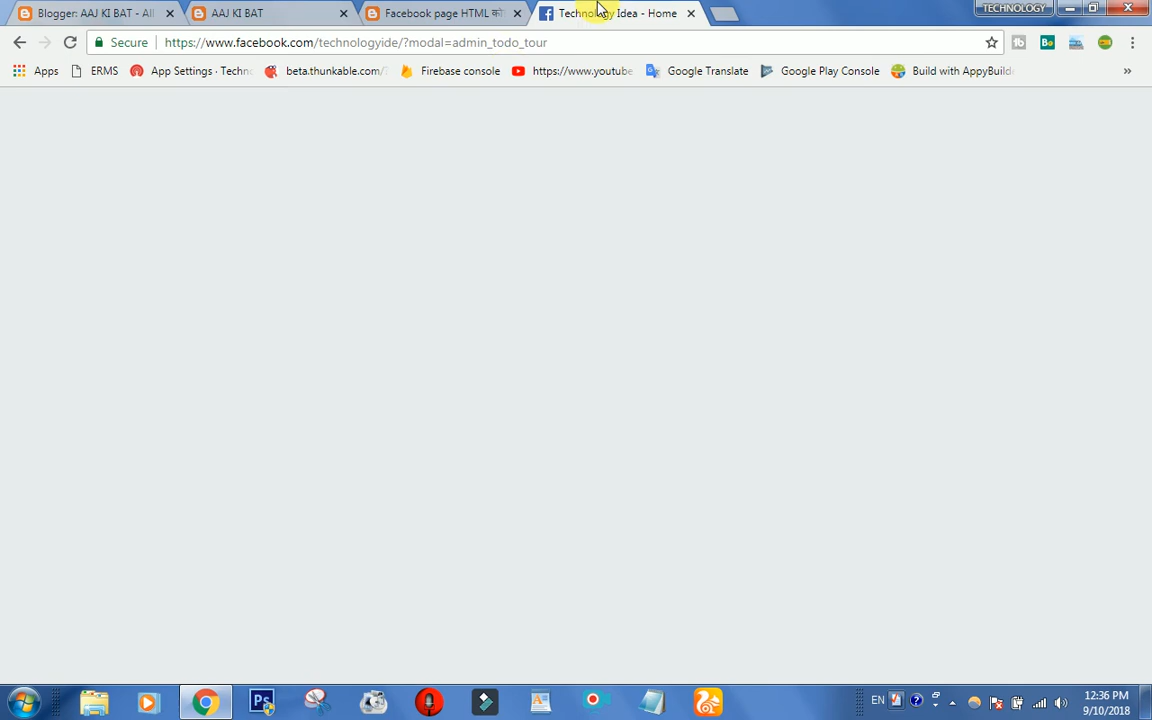 Blogger: AAJ KI BAT - All
AAJ KI BAT
Facebook page HTML को
Technology Idea - Home
TECHNOLOGY
Secure
https://www.facebook.com/technologyide/?modal=admin_todo_tour
Apps
ERMS
App Settings · Techno
beta.thunkable.com/
Firebase console
https://www.youtube.
Google Translate
Google Play Console
Build with AppyBuild
»
Ps
EN
12:36 PM
9/10/2018